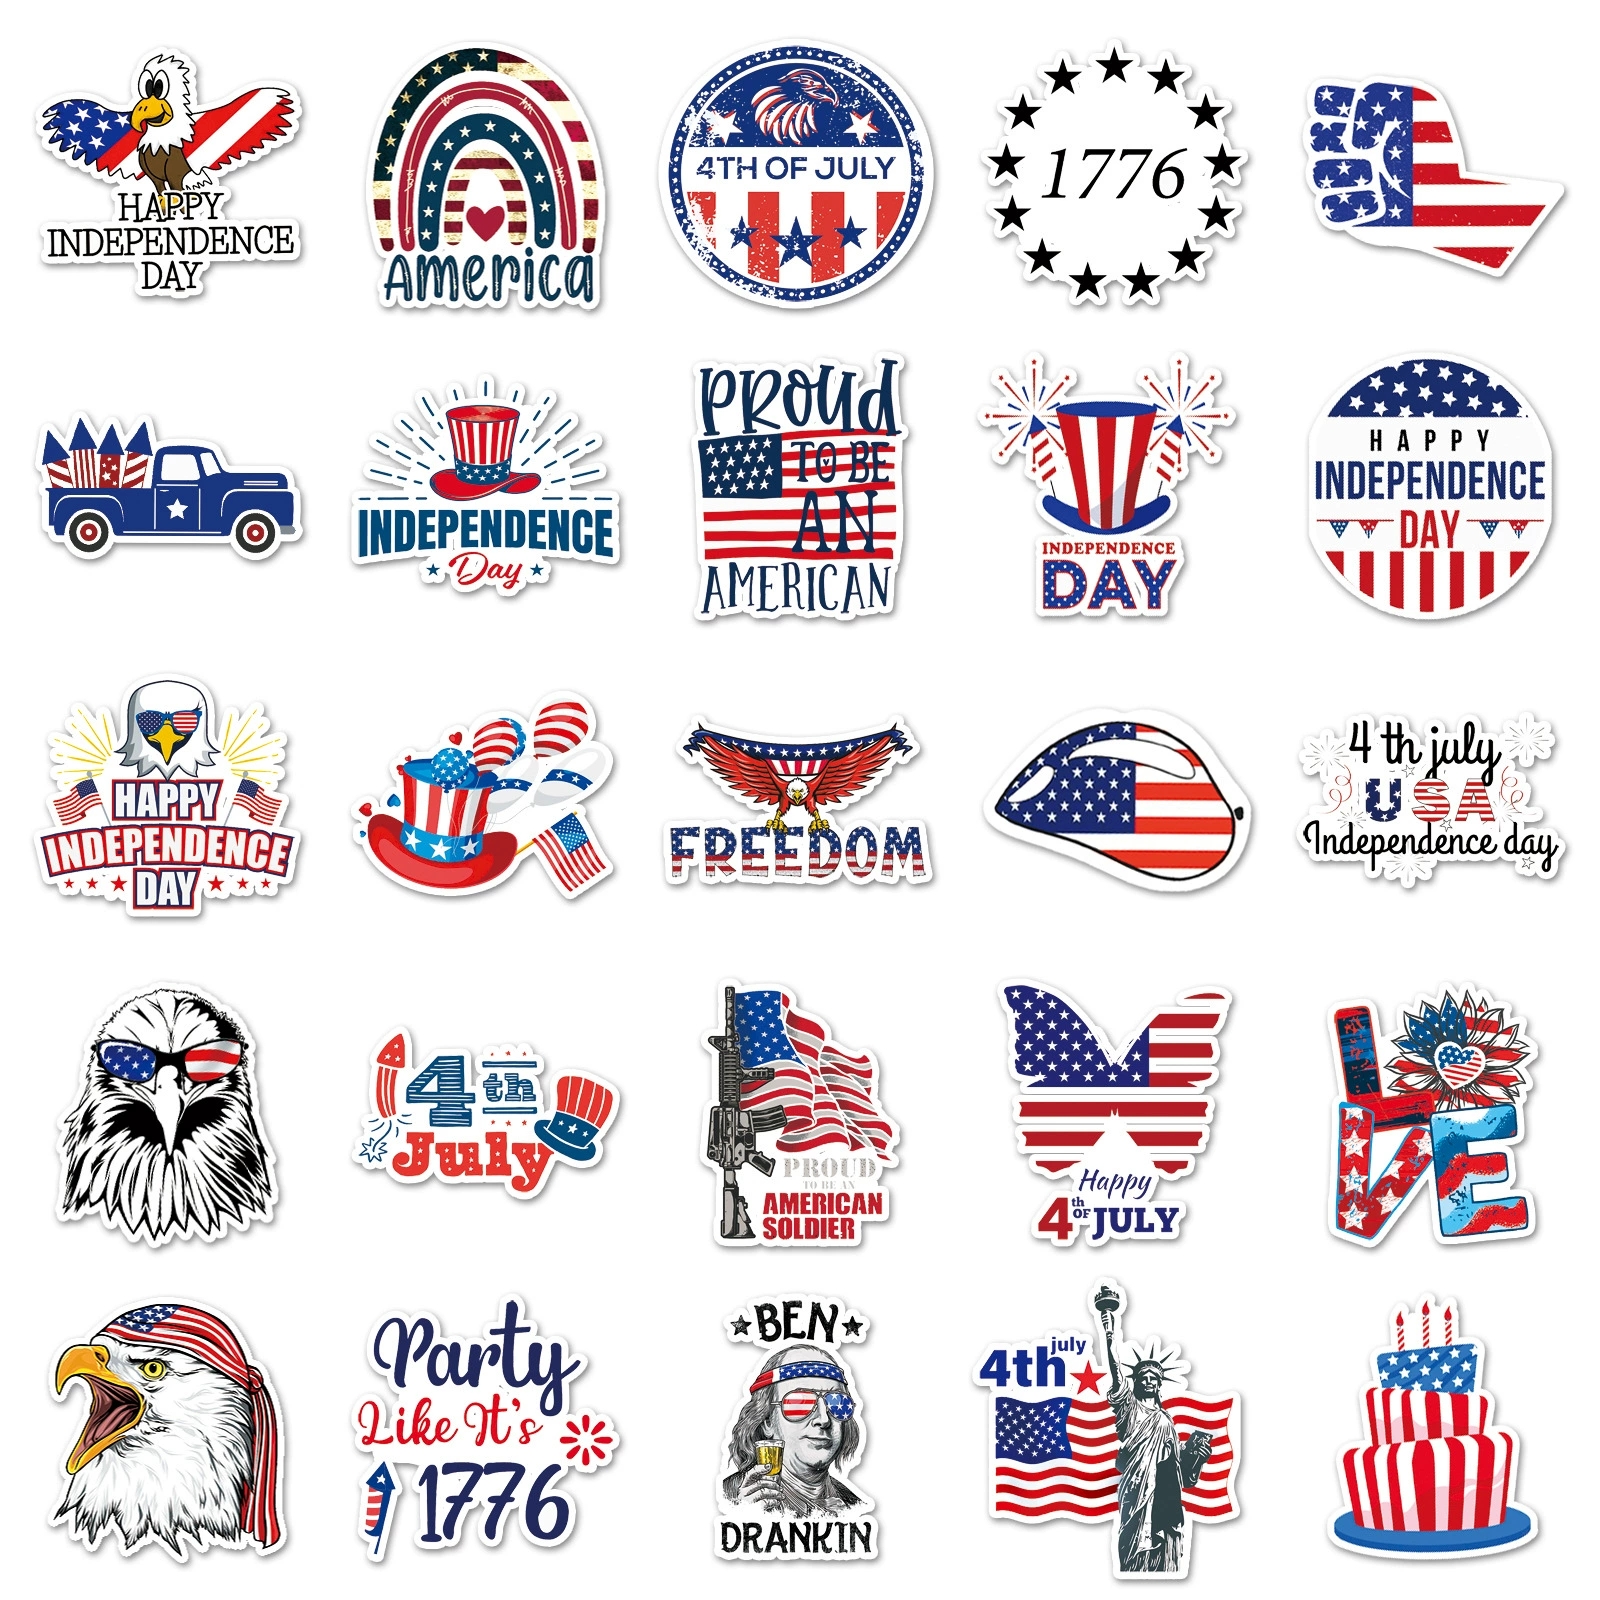 HAPPY
INDEPENDENCE
DAY
America
4TH OF JULY
1776
INDEPENDENCE
Day
PROUD
TO BE
AN
AMERICAN
INDEPENDENCE
DAY
HAPPY
INDEPENDENCE
DAY
HAPPY
INDEPENDENCE
DAY
FREEDOM
4 th july
USA
Independence day
4th
July
PROUD
TO BE AN
AMERICAN
SOLDIER
Happy
4th OF JULY
LOVE
Party
Like It's
1776
BEN
DRANKIN
july
4th